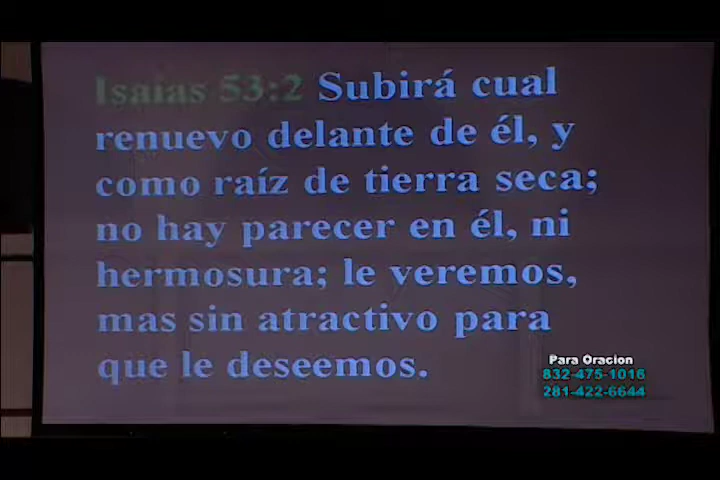 Isaias 53:2 Subirá cual
renuevo delante de él, y
como raíz de tierra seca;
no hay parecer en él, ni
hermosura; le veremos,
mas sin atractivo para
que le deseemos.
Para Oracion
832-475-1016
281-422-6644